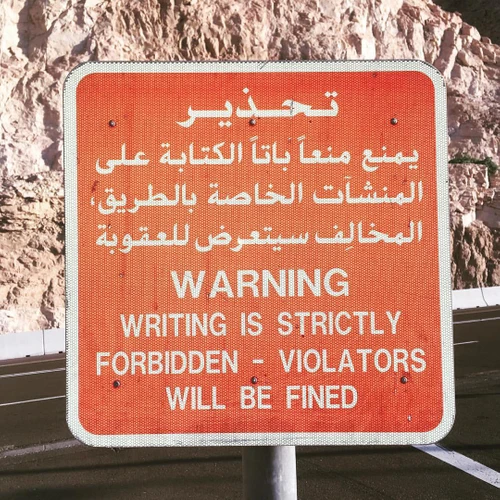 تحذير
يمنع منعاً باتاً الكتابة على
المنشآت الخاصة بالطريق،
المخالِف سيتعرض للعقوبة
WARNING
WRITING IS STRICTLY
FORBIDDEN - VIOLATORS
WILL BE FINED